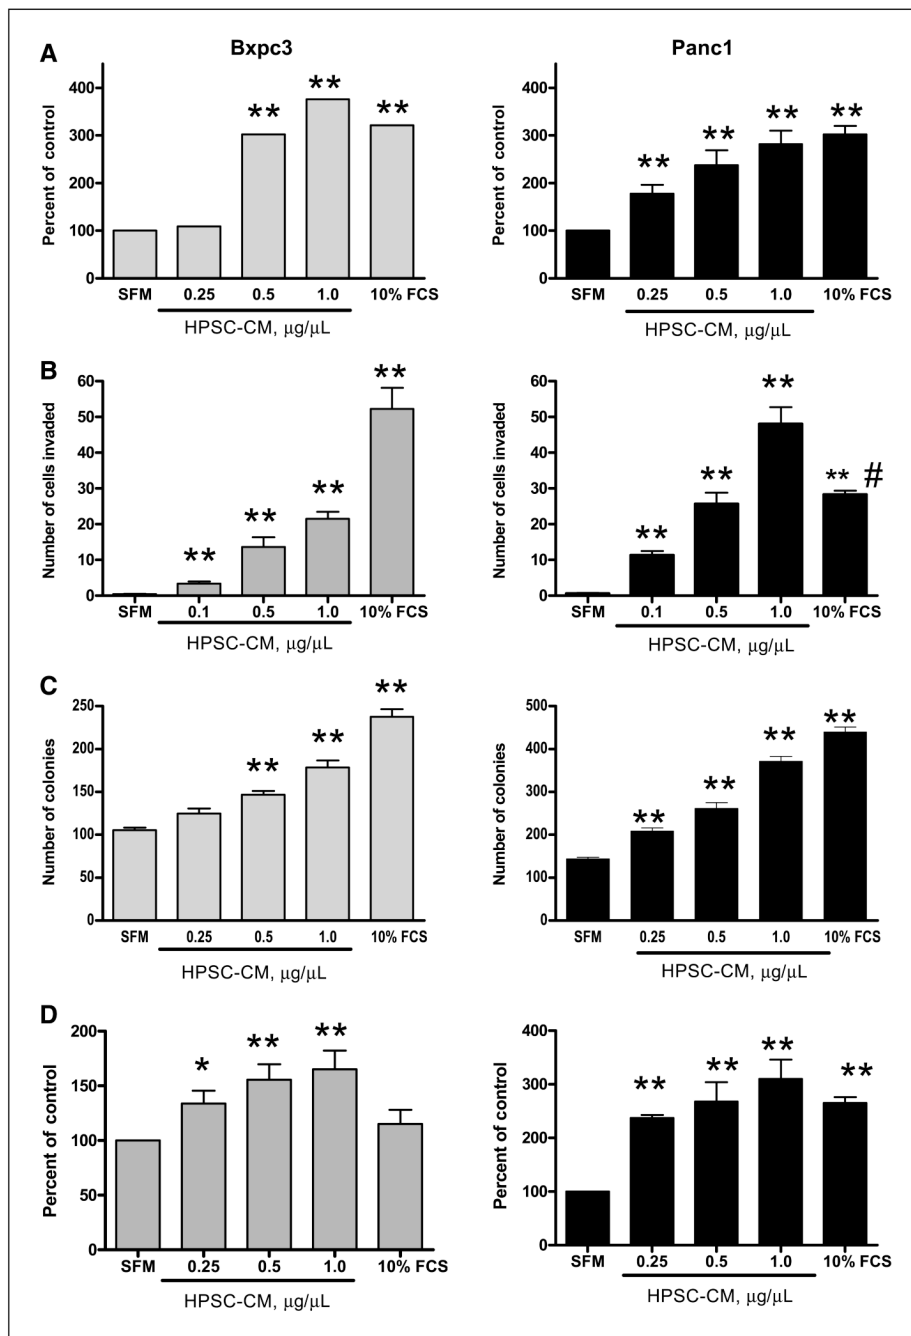 A
Bxpc3
Panc1
Percent of control
400
300
200
100
0
** ** **
SFM 0.25 0.5 1.0 10% FCS
HPSC-CM, μg/μL
Percent of control
400
300
200
100
0
** ** ** **
SFM 0.25 0.5 1.0 10% FCS
HPSC-CM, μg/μL
B
Number of cells invaded
60
50
40
30
20
10
0
** ** ** **
SFM 0.1 0.5 1.0 10% FCS
HPSC-CM, μg/μL
Number of cells invaded
60
50
40
30
20
10
0
** ** ** ** #
SFM 0.1 0.5 1.0 10% FCS
HPSC-CM, μg/μL
C
Number of colonies
250
200
150
100
50
0
** ** **
SFM 0.25 0.5 1.0 10% FCS
HPSC-CM, μg/μL
Number of colonies
500
400
300
200
100
0
** ** ** **
SFM 0.25 0.5 1.0 10% FCS
HPSC-CM, μg/μL
D
Percent of control
200
150
100
50
0
* ** **
SFM 0.25 0.5 1.0 10% FCS
HPSC-CM, μg/μL
Percent of control
400
300
200
100
0
** ** ** **
SFM 0.25 0.5 1.0 10% FCS
HPSC-CM, μg/μL